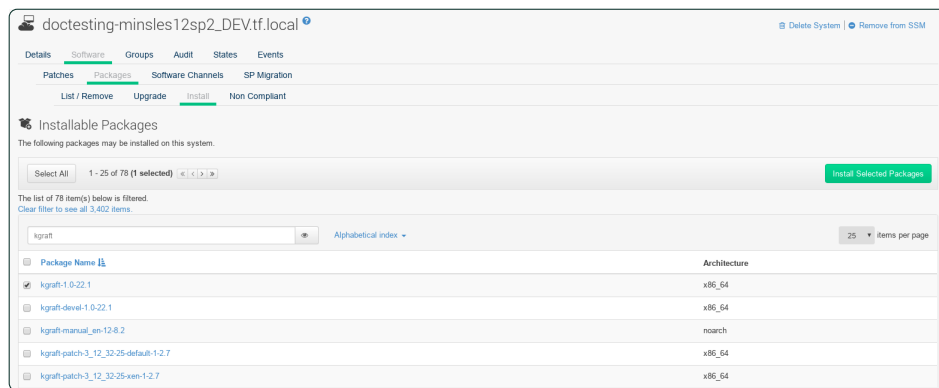 doctesting-minsles12sp2_DEV.tf.local ?
Delete System | Remove from SSM
Details Software Groups Audit States Events
Patches Packages Software Channels SP Migration
List / Remove Upgrade Install Non Compliant
Installable Packages
The following packages may be installed on this system.
Select All 1 - 25 of 78 (1 selected) « < > » Install Selected Packages
The list of 78 item(s) below is filtered.
Clear filter to see all 3,402 items.
kgraft Alphabetical index 25 items per page
Package Name Architecture
kgraft-1.0-22.1 x86_64
kgraft-devel-1.0-22.1 x86_64
kgraft-manual_en-12-8.2 noarch
kgraft-patch-3_12_32-25-default-1-2.7 x86_64
kgraft-patch-3_12_32-25-xen-1-2.7 x86_64